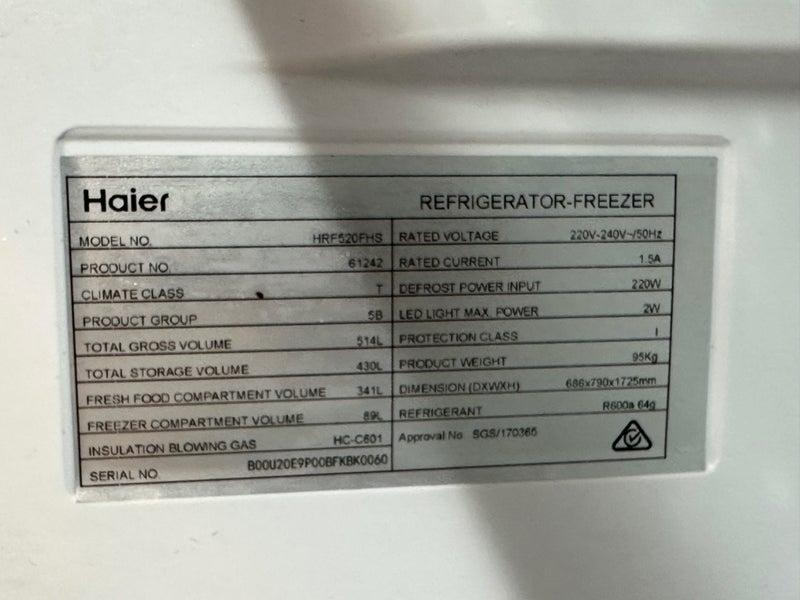 Haier REFRIGERATOR-FREEZER
MODEL NO. HRF520FHS RATED VOLTAGE 220V-240V~/50Hz
PRODUCT NO. 61242 RATED CURRENT 1.5A
CLIMATE CLASS T DEFROST POWER INPUT 220W
PRODUCT GROUP 5B LED LIGHT MAX. POWER 2W
TOTAL GROSS VOLUME 514L PROTECTION CLASS I
TOTAL STORAGE VOLUME 430L PRODUCT WEIGHT 95Kg
FRESH FOOD COMPARTMENT VOLUME 341L DIMENSION (DXWXH) 686x790x1725mm
FREEZER COMPARTMENT VOLUME 89L REFRIGERANT R600a 64g
INSULATION BLOWING GAS HC-C601 Approval No. SGS/170365
SERIAL NO. B00U20E9P00BFKBK0060